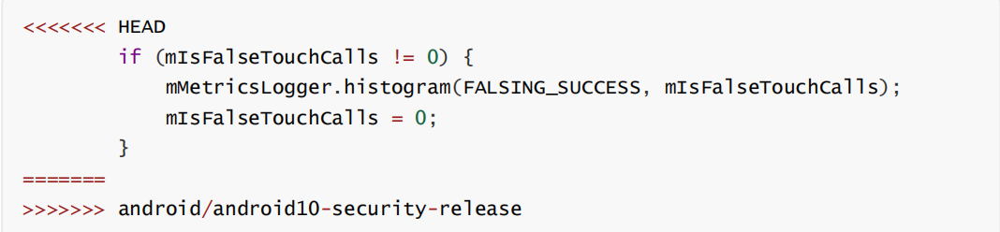 <<<<<<< HEAD
        if (mIsFalseTouchCalls != 0) {
            mMetricsLogger.histogram(FALSING_SUCCESS, mIsFalseTouchCalls);
            mIsFalseTouchCalls = 0;
        }
=======
>>>>>>> android/android10-security-release